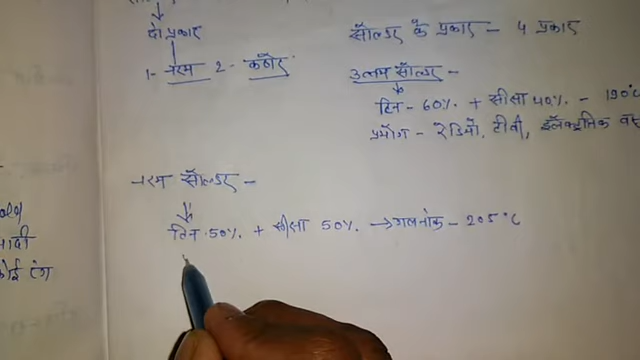 दो प्रकार
1- नरम 2- कठोर
सॉल्डर के प्रकार - 4 प्रकार
उत्तम सॉल्डर -
टिन - 60% + सीसा 40% - 190°C
प्रयोग - रेडियो, टीवी, इलैक्ट्रानिक
नरम सॉल्डर -
टिन 50% + सीसा 50% → गलनांक - 205°C